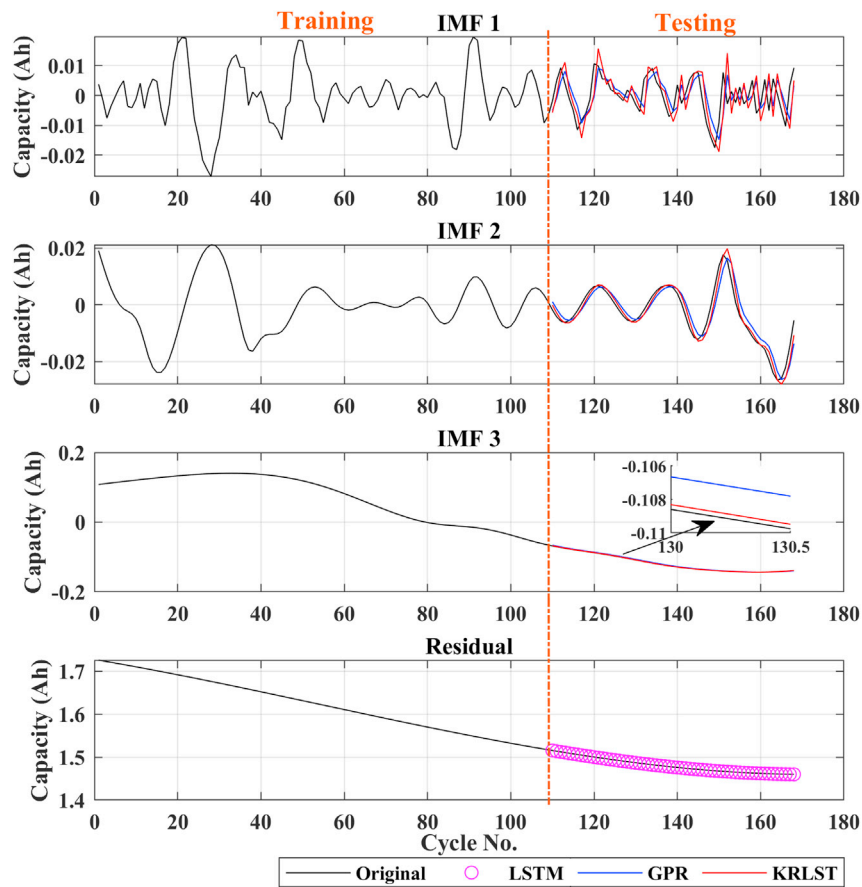 Training IMF 1 Testing
Capacity (Ah)
0.01
0
-0.01
-0.02
0 20 40 60 80 100 120 140 160 180
IMF 2
Capacity (Ah)
0.02
0
-0.02
0 20 40 60 80 100 120 140 160 180
IMF 3
Capacity (Ah)
0.2
0
-0.2
-0.106
-0.108
-0.11
130 130.5
0 20 40 60 80 100 120 140 160 180
Residual
Capacity (Ah)
1.7
1.6
1.5
1.4
0 20 40 60 80 100 120 140 160 180
Cycle No.
Original LSTM GPR KRLST